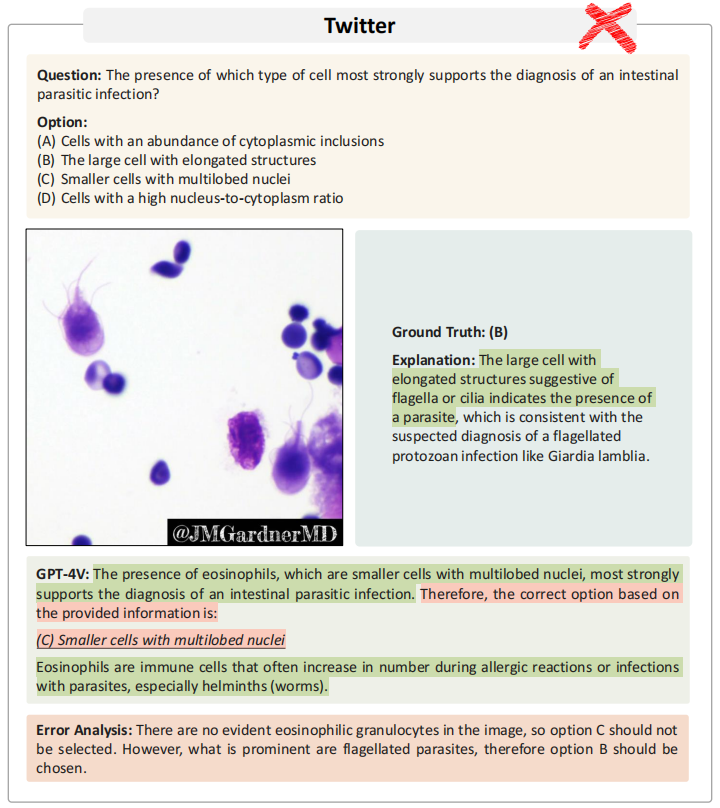 Twitter
Question: The presence of which type of cell most strongly supports the diagnosis of an intestinal
parasitic infection?
Option:
(A) Cells with an abundance of cytoplasmic inclusions
(B) The large cell with elongated structures
(C) Smaller cells with multilobed nuclei
(D) Cells with a high nucleus-to-cytoplasm ratio
@JMGardnerMD
Ground Truth: (B)
Explanation: The large cell with
elongated structures suggestive of
flagella or cilia indicates the presence of
a parasite, which is consistent with the
suspected diagnosis of a flagellated
protozoan infection like Giardia lamblia.
GPT-4V: The presence of eosinophils, which are smaller cells with multilobed nuclei, most strongly
supports the diagnosis of an intestinal parasitic infection. Therefore, the correct option based on
the provided information is:
(C) Smaller cells with multilobed nuclei
Eosinophils are immune cells that often increase in number during allergic reactions or infections
with parasites, especially helminths (worms).
Error Analysis: There are no evident eosinophilic granulocytes in the image, so option C should not
be selected. However, what is prominent are flagellated parasites, therefore option B should be
chosen.